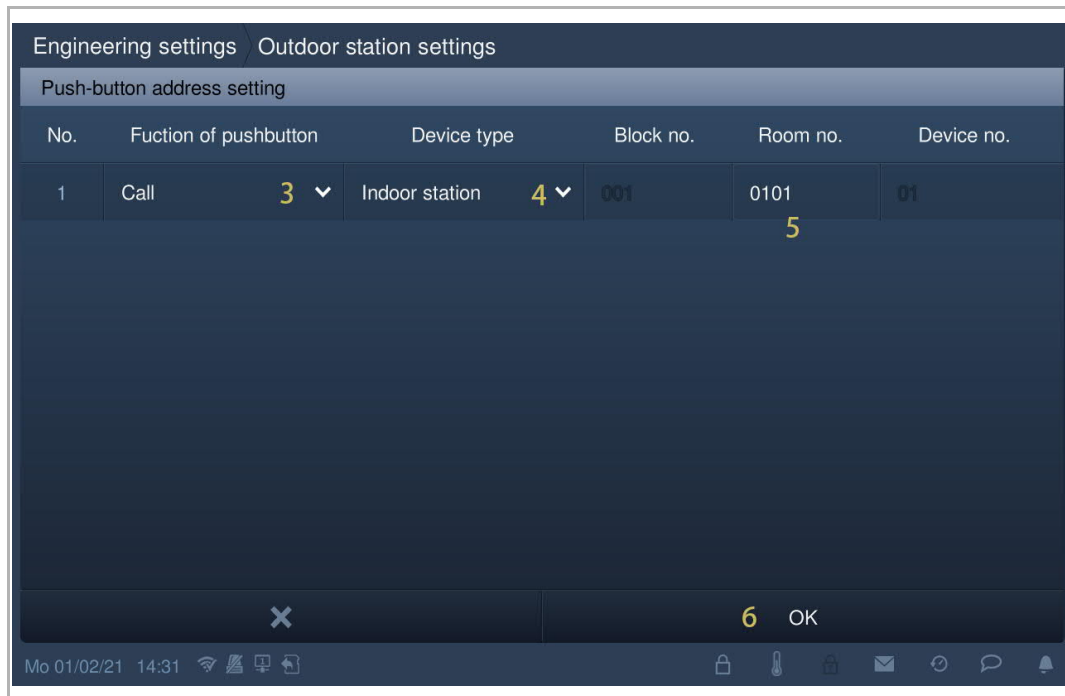 Engineering settings Outdoor station settings
Push-button address setting
No. Fuction of pushbutton Device type Block no. Room no. Device no.
1 Call 3 Indoor station 4 001 0101 01
5
6 OK
Mo 01/02/21 14:31